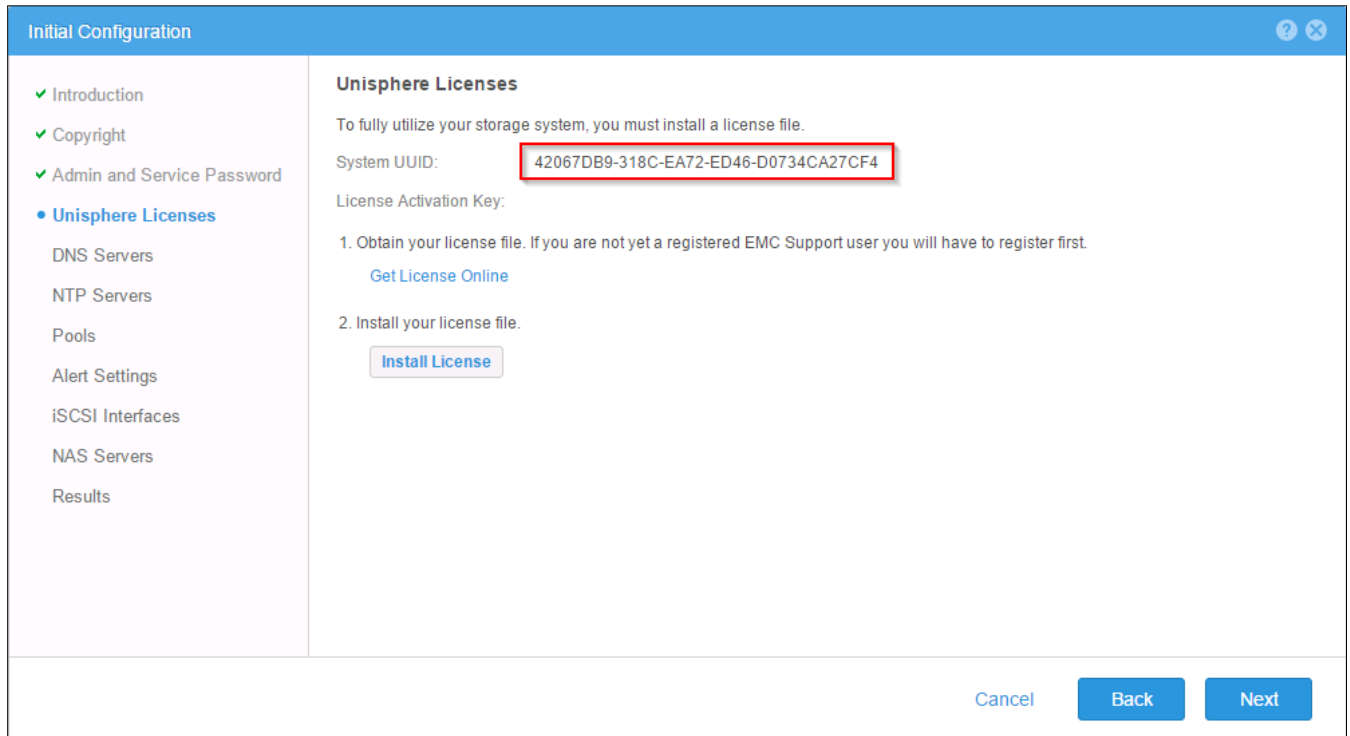 Initial Configuration
Introduction
Copyright
Admin and Service Password
Unisphere Licenses
DNS Servers
NTP Servers
Pools
Alert Settings
iSCSI Interfaces
NAS Servers
Results
Unisphere Licenses
To fully utilize your storage system, you must install a license file.
System UUID: 42067DB9-318C-EA72-ED46-D0734CA27CF4
License Activation Key:
1. Obtain your license file. If you are not yet a registered EMC Support user you will have to register first.
Get License Online
2. Install your license file.
Install License
Cancel Back Next